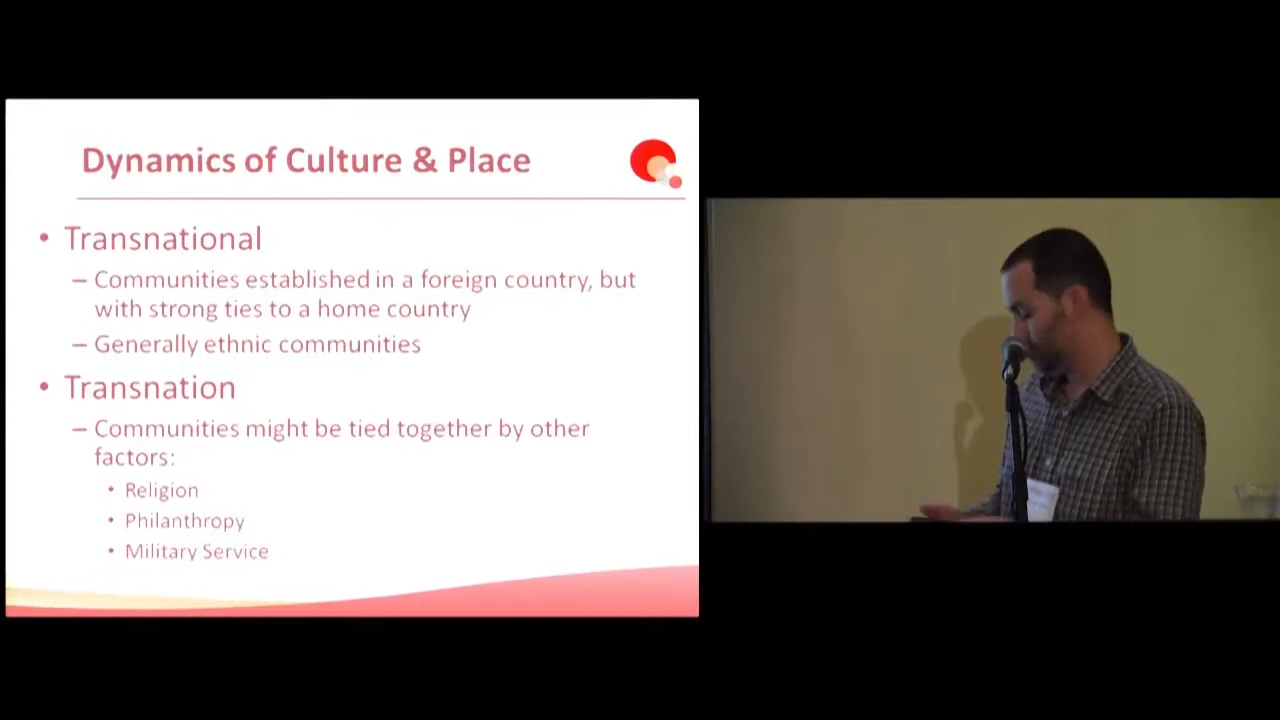 Dynamics of Culture & Place
• Transnational
– Communities established in a foreign country, but
with strong ties to a home country
– Generally ethnic communities
• Transnation
– Communities might be tied together by other
factors:
• Religion
• Philanthropy
• Military Service